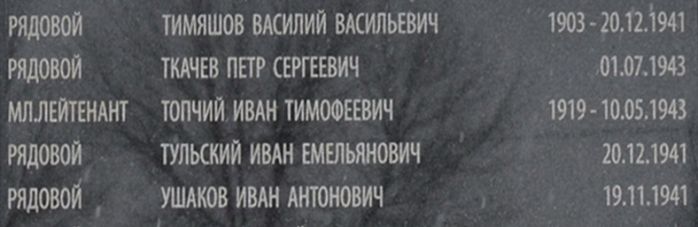 РЯДОВОЙ ТИМЯШОВ ВАСИЛИЙ ВАСИЛЬЕВИЧ 1903 - 20.12.1941
РЯДОВОЙ ТКАЧЕВ ПЕТР СЕРГЕЕВИЧ 01.07.1943
МЛ.ЛЕЙТЕНАНТ ТОПЧИЙ ИВАН ТИМОФЕЕВИЧ 1919 - 10.05.1943
РЯДОВОЙ ТУЛЬСКИЙ ИВАН ЕМЕЛЬЯНОВИЧ 20.12.1941
РЯДОВОЙ УШАКОВ ИВАН АНТОНОВИЧ 19.11.1941